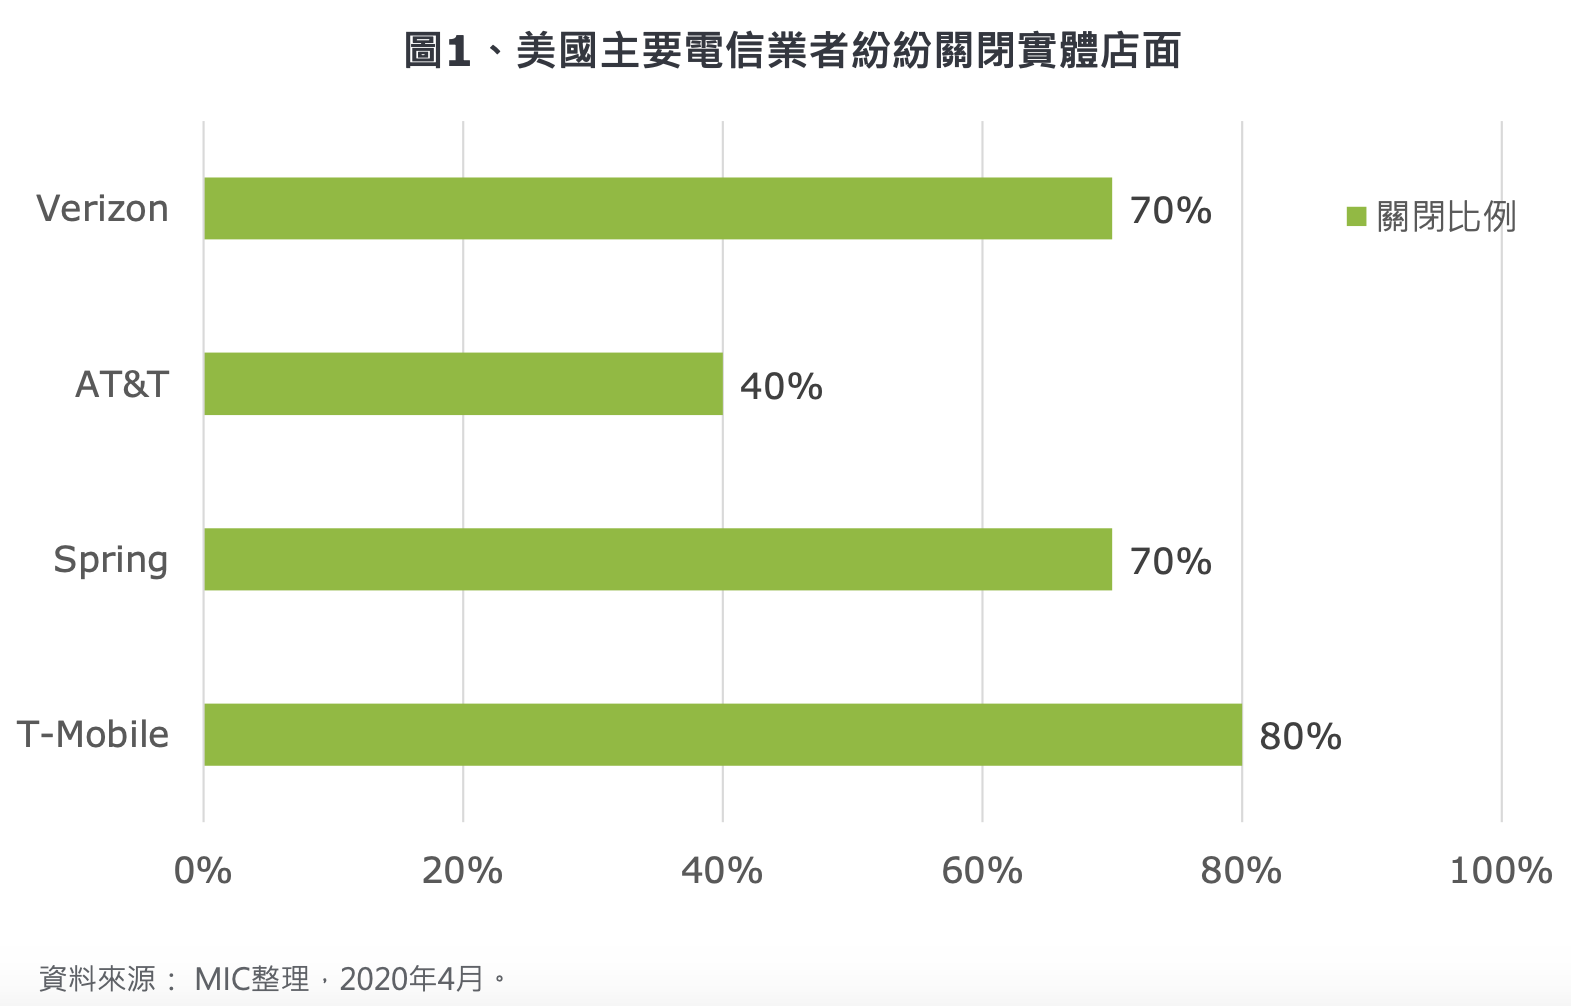 圖1、美國主要電信業者紛紛關閉實體店面
Verizon
70%
關閉比例
AT&T
40%
Spring
70%
T-Mobile
80%
0% 20% 40% 60% 80% 100%
資料來源： MIC整理，2020年4月。